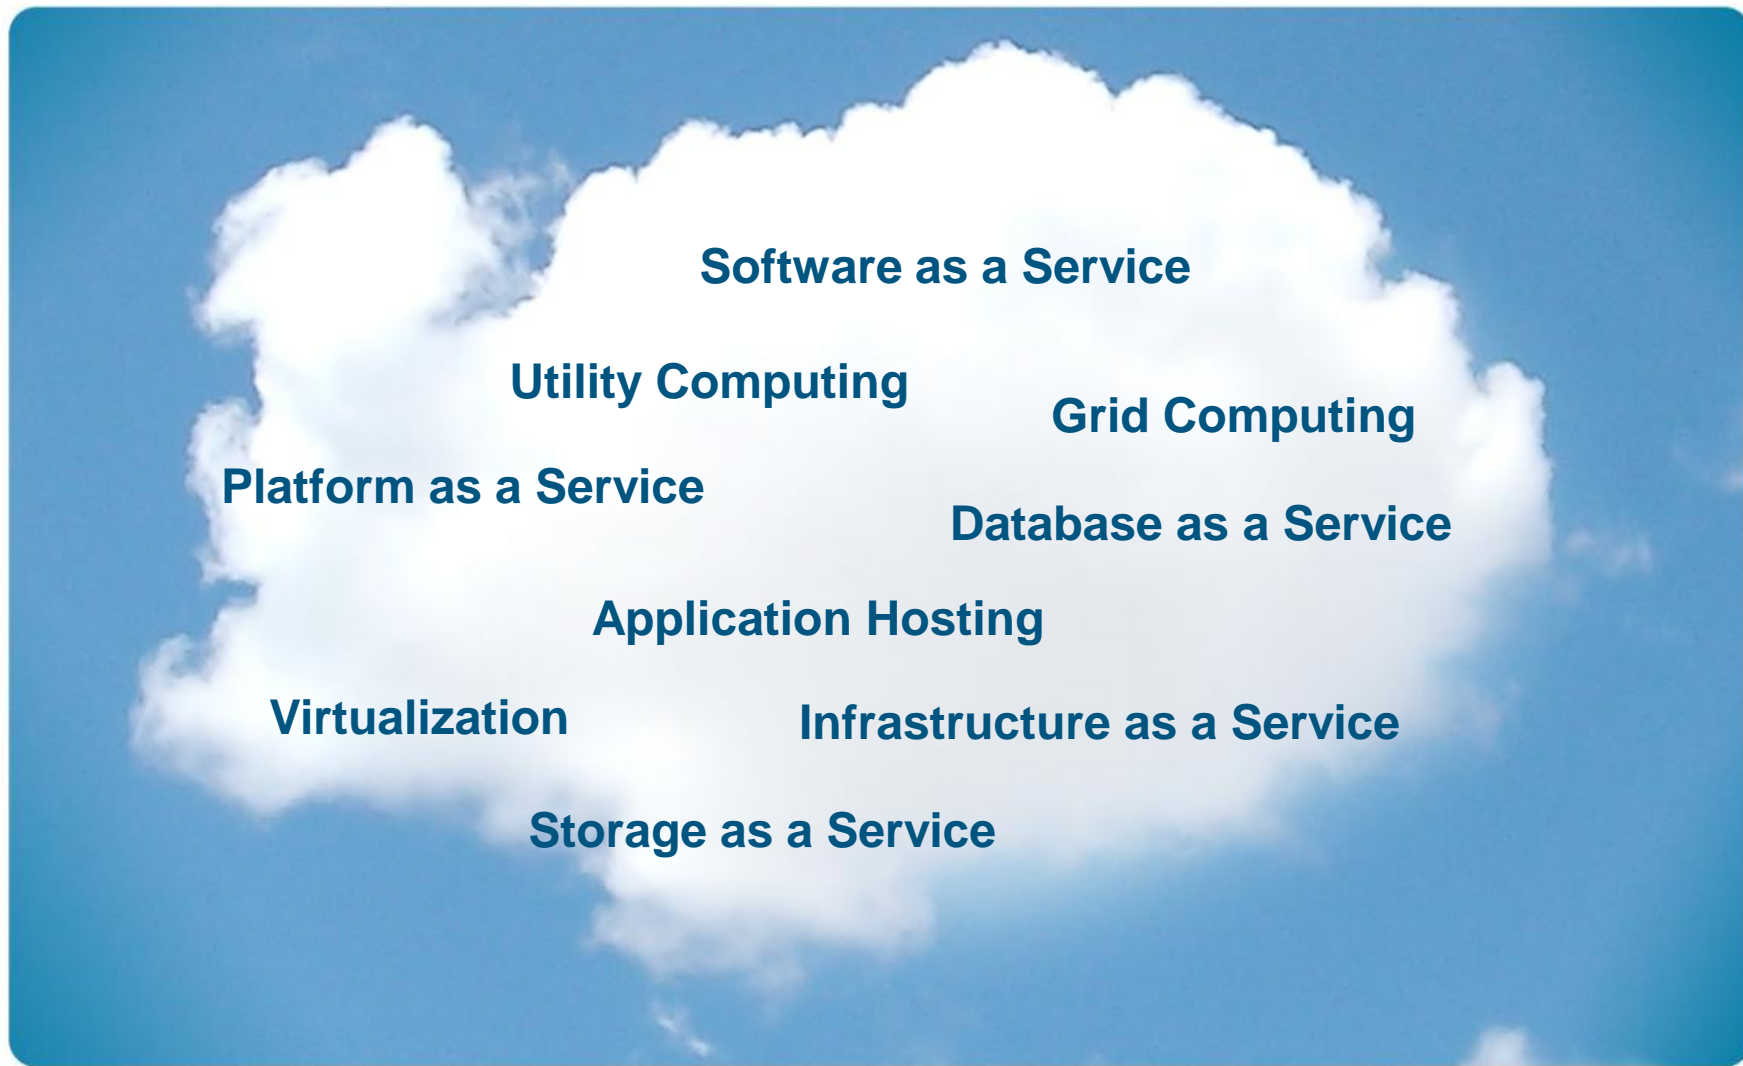 Software as a Service
Utility Computing
Grid Computing
Platform as a Service
Database as a Service
Application Hosting
Virtualization
Infrastructure as a Service
Storage as a Service